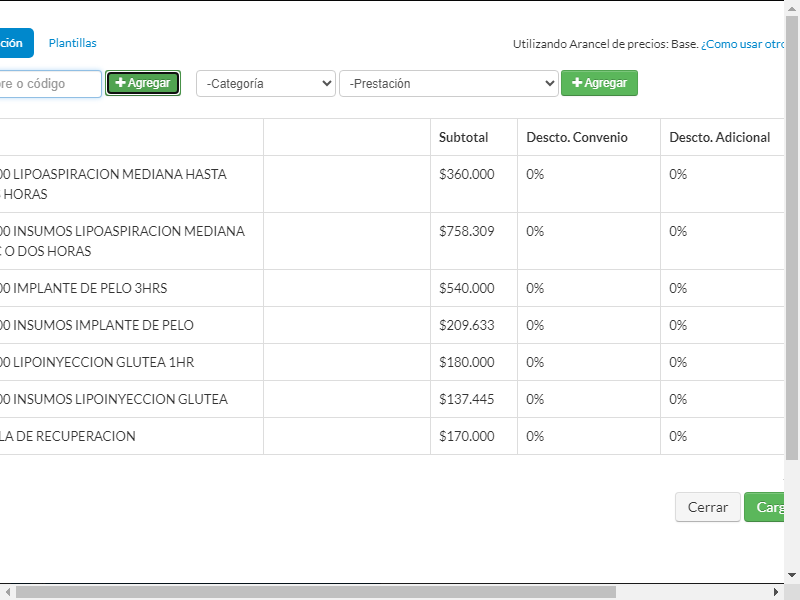 ción Plantillas Utilizando Arancel de precios: Base. ¿Como usar otro
re o código Agregar -Categoría -Prestación Agregar
Subtotal Descto. Convenio Descto. Adicional
00 LIPOASPIRACION MEDIANA HASTA $360.000 0% 0%
HORAS
00 INSUMOS LIPOASPIRACION MEDIANA $758.309 0% 0%
O DOS HORAS
00 IMPLANTE DE PELO 3HRS $540.000 0% 0%
00 INSUMOS IMPLANTE DE PELO $209.633 0% 0%
00 LIPOINYECCION GLUTEA 1HR $180.000 0% 0%
00 INSUMOS LIPOINYECCION GLUTEA $137.445 0% 0%
LA DE RECUPERACION $170.000 0% 0%
Cerrar Carg